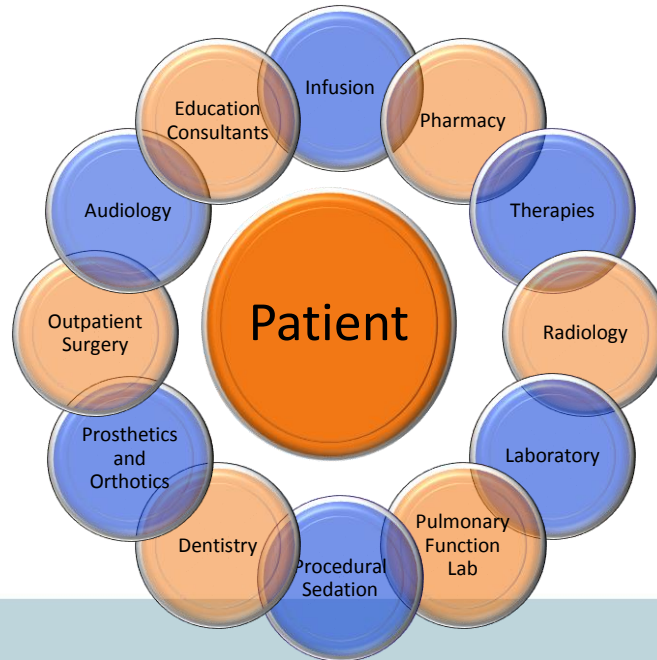 Infusion
Pharmacy
Therapies
Radiology
Laboratory
Pulmonary
Function
Lab
Procedural
Sedation
Dentistry
Prosthetics
and
Orthotics
Outpatient
Surgery
Audiology
Education
Consultants
Patient